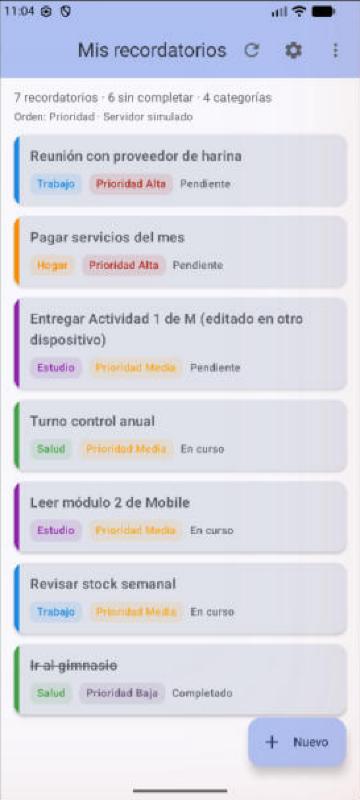 11:04
Mis recordatorios
7 recordatorios · 6 sin completar · 4 categorías
Orden: Prioridad · Servidor simulado
Reunión con proveedor de harina
Trabajo Prioridad Alta Pendiente
Pagar servicios del mes
Hogar Prioridad Alta Pendiente
Entregar Actividad 1 de M (editado en otro
dispositivo)
Estudio Prioridad Media Pendiente
Turno control anual
Salud Prioridad Media En curso
Leer módulo 2 de Mobile
Estudio Prioridad Media En curso
Revisar stock semanal
Trabajo Prioridad Media En curso
Ir al gimnasio
Salud Prioridad Baja Completado
+ Nuevo